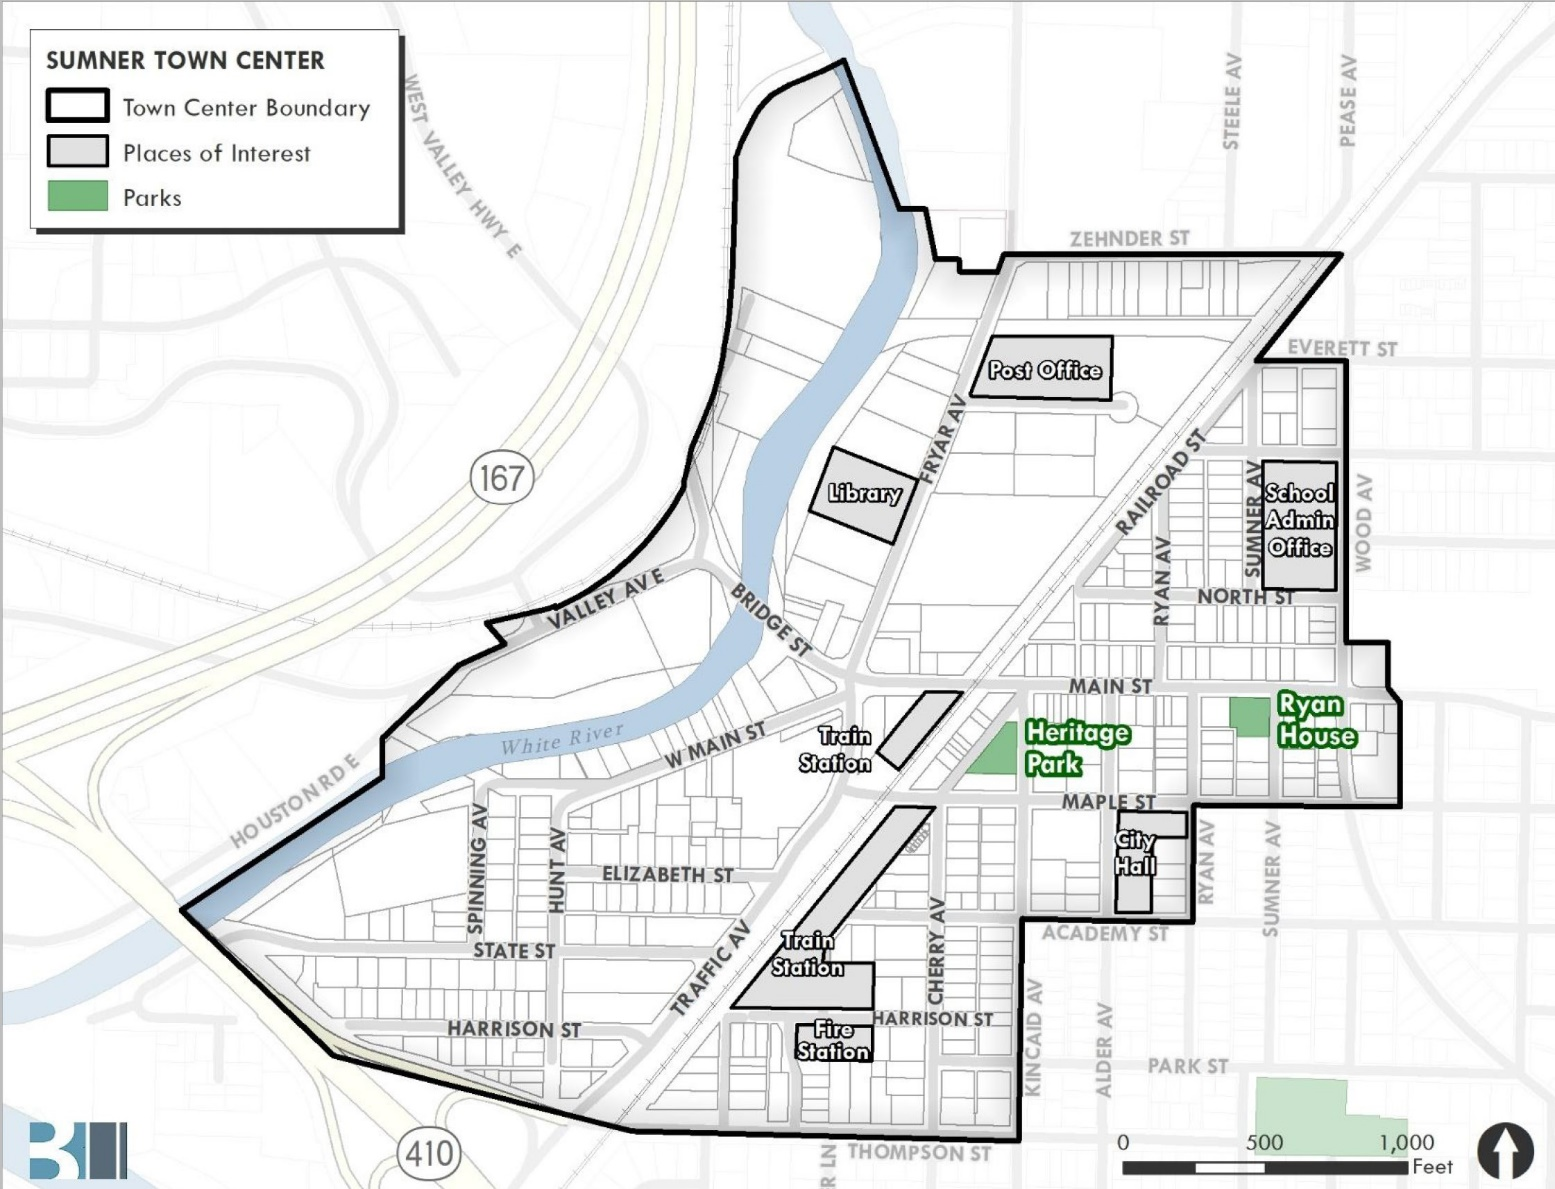 SUMNER TOWN CENTER
Town Center Boundary
Places of Interest
Parks
WEST VALLEY HWY E
STEELE AV
PEASE AV
ZEHNDER ST
EVERETT ST
Post Office
167
FRYAR AV
Library
RAILROAD ST
SUMNER AV
School
Admin
Office
WOOD AV
RYAN AV
NORTH ST
VALLEY AV E
BRIDGE ST
MAIN ST
Ryan
House
Heritage
Park
Train
Station
White River
W MAIN ST
HOUSTON RD E
MAPLE ST
City
Hall
SPINNING AV
HUNT AV
ELIZABETH ST
RYAN AV
SUMNER AV
CHERRY AV
ACADEMY ST
STATE ST
TRAFFIC AV
Train
Station
HARRISON ST
HARRISON ST
Fire
Station
KINCAID AV
ALDER AV
PARK ST
410
THOMPSON ST
R LN
0 500 1,000
Feet